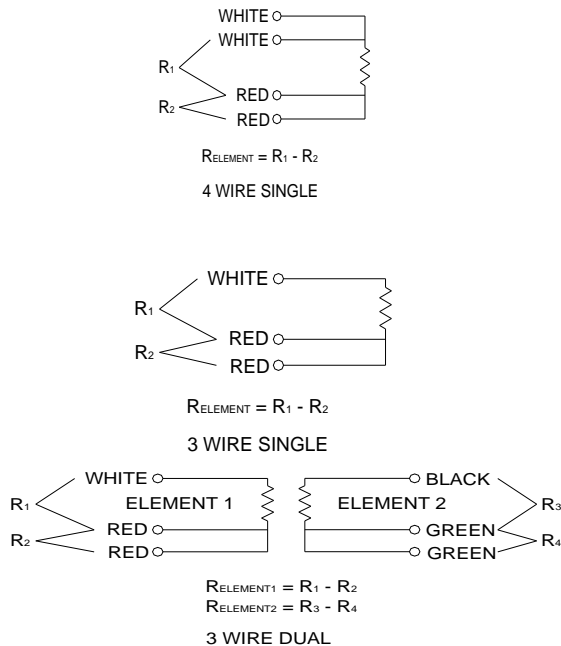 WHITE
WHITE
R1
RED
R2
RED
RELEMENT = R1 - R2
4 WIRE SINGLE
WHITE
R1
RED
R2
RED
RELEMENT = R1 - R2
3 WIRE SINGLE
WHITE
BLACK
R1
ELEMENT 1
ELEMENT 2
R3
RED
GREEN
R2
R4
RED
GREEN
RELEMENT1 = R1 - R2
RELEMENT2 = R3 - R4
3 WIRE DUAL